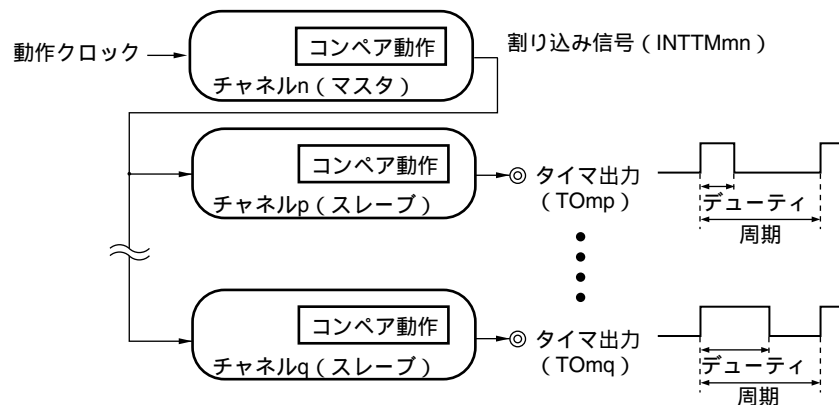 動作クロック
コンペア動作
チャネルn（マスタ）
割り込み信号（INTTMmn）
コンペア動作
チャネルp（スレーブ）
タイマ出力
（TOmp）
デューティ
周期
コンペア動作
チャネルq（スレーブ）
タイマ出力
（TOmq）
デューティ
周期